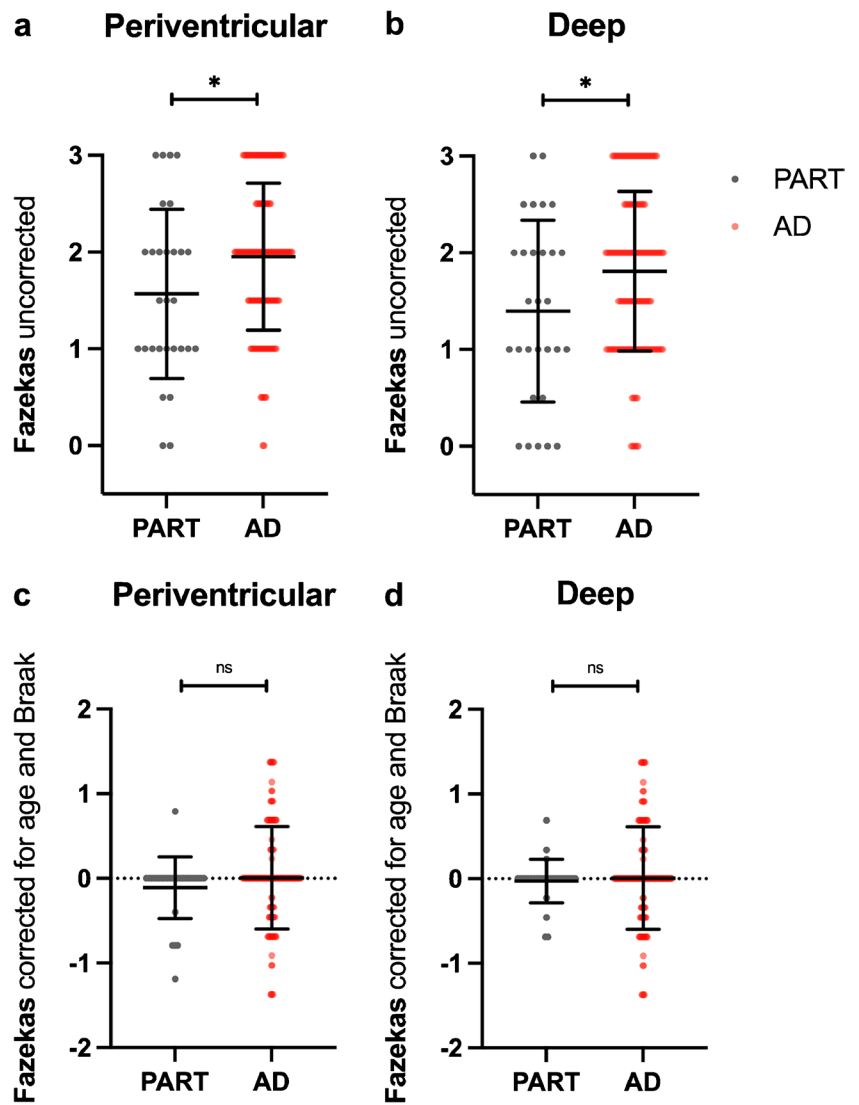 a Periventricular
b Deep
*
*
Fazekas uncorrected
3
2
1
0
PART AD
Fazekas uncorrected
3
2
1
0
PART AD
PART
AD
c Periventricular
d Deep
ns
ns
Fazekas corrected for age and Braak
2
1
0
-1
-2
PART AD
Fazekas corrected for age and Braak
2
1
0
-1
-2
PART AD